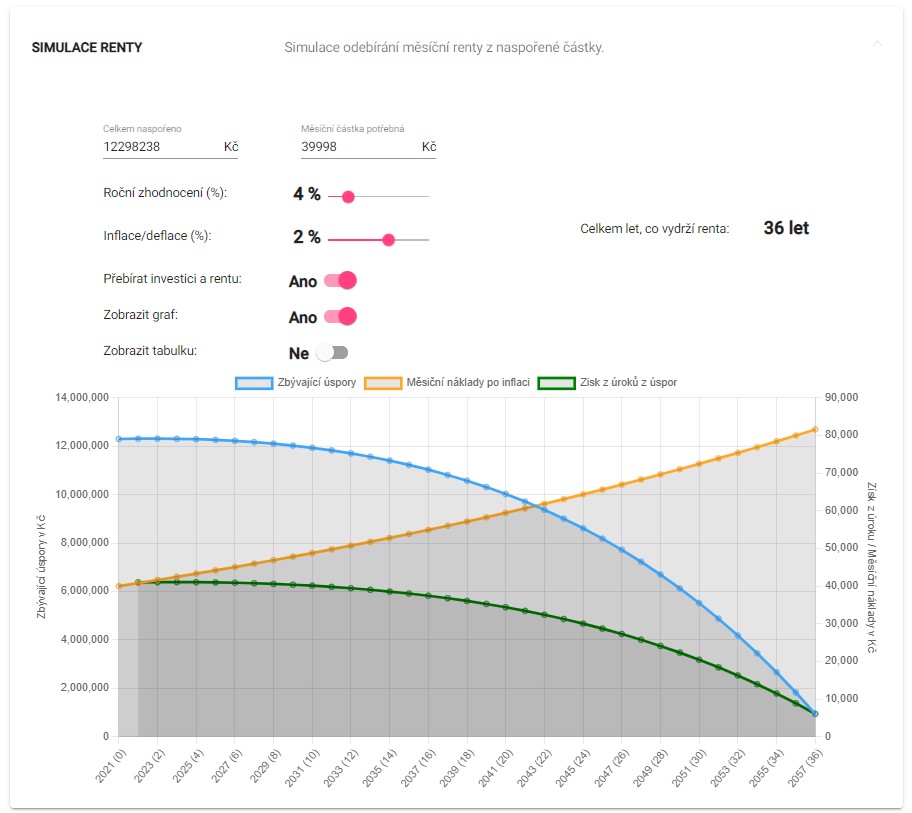 SIMULACE RENTY
Simulace odebírání měsíční renty z naspořené částky.
Celkem naspořeno
12298238 Kč
Měsíční částka potřebná
39998 Kč
Roční zhodnocení (%): 4 %
Inflace/deflace (%): 2 %
Celkem let, co vydrží renta: 36 let
Přebírat investici a rentu: Ano
Zobrazit graf: Ano
Zobrazit tabulku: Ne
Zbývající úspory Měsíční náklady po inflaci Zisk z úroků z úspor
Zbývající úspory v Kč
14,000,000
12,000,000
10,000,000
8,000,000
6,000,000
4,000,000
2,000,000
0
90,000
80,000
70,000
60,000
50,000
40,000
30,000
20,000
10,000
0
Zisk z úroku / Měsíční náklady v Kč
2021 (0)
2023 (2)
2025 (4)
2027 (6)
2029 (8)
2031 (10)
2033 (12)
2035 (14)
2037 (16)
2039 (18)
2041 (20)
2043 (22)
2045 (24)
2047 (26)
2049 (28)
2051 (30)
2053 (32)
2055 (34)
2057 (36)